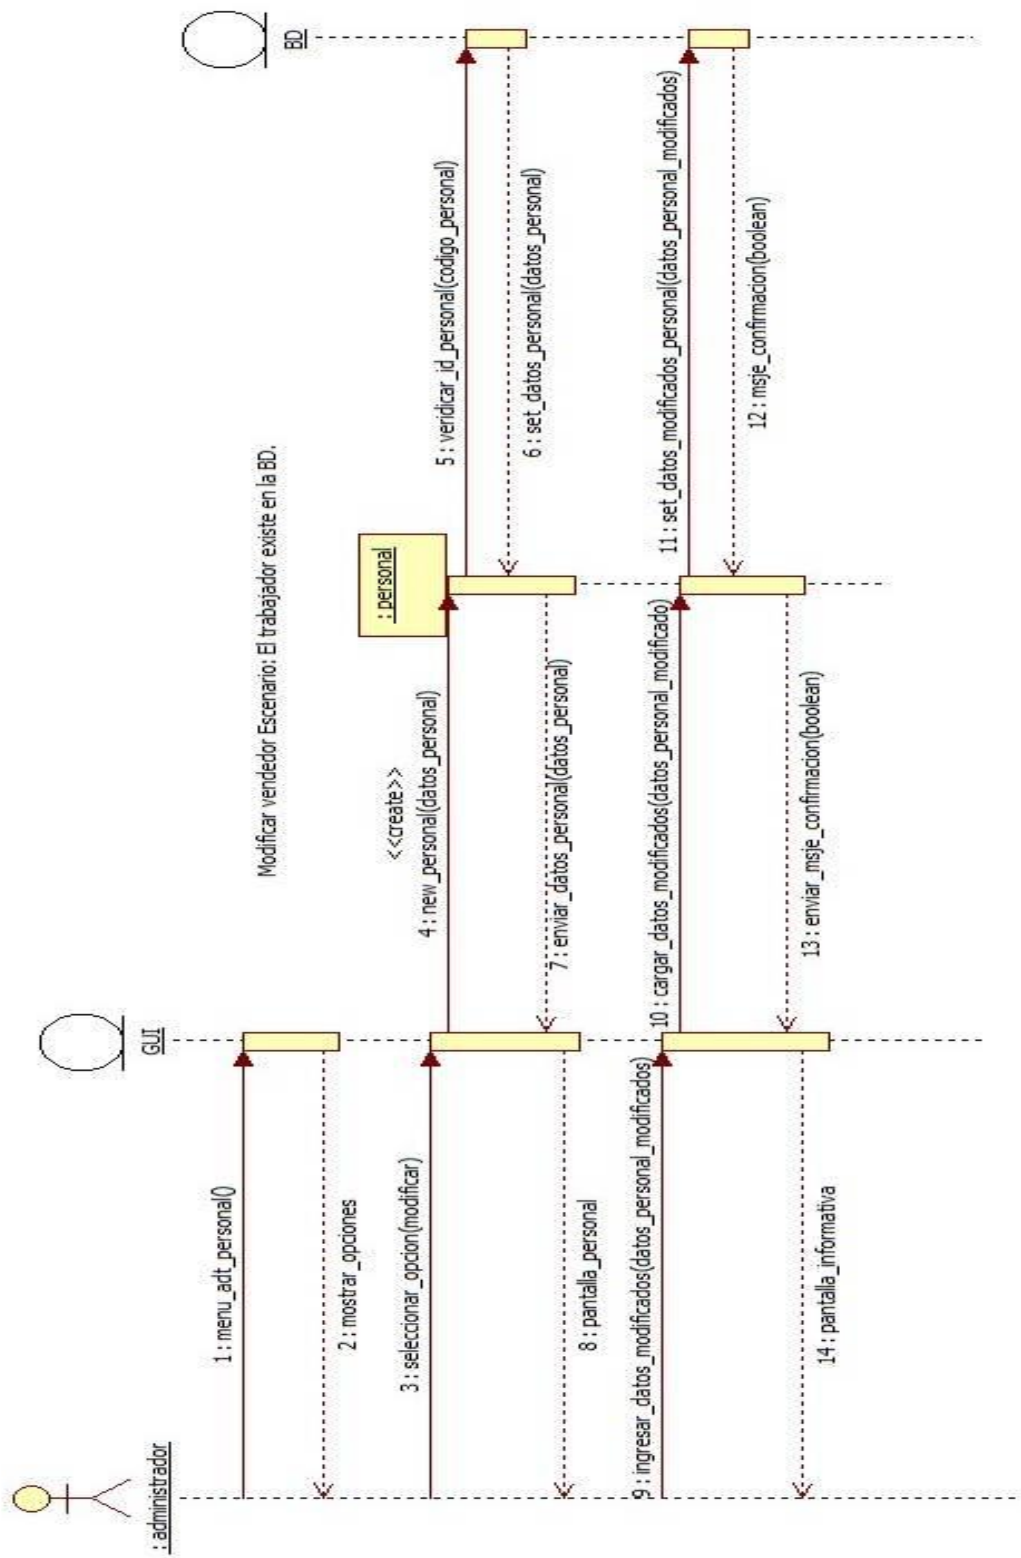 Modificar vendedor Escenario: El trabajador existe en la BD.
: administrador
GUI
: personal
BD
1 : menu_adt_personal()
2 : mostrar_opciones
3 : seleccionar_opcion(modificar)
<<create>>
4 : new_personal(datos_personal)
5 : veridicar_id_personal(codigo_personal)
6 : set_datos_personal(datos_personal)
7 : enviar_datos_personal(datos_personal)
8 : pantalla_personal
9 : ingresar_datos_modificados(datos_personal_modificados)
10 : cargar_datos_modificados(datos_personal_modificado)
11 : set_datos_modificados_personal(datos_personal_modificados)
12 : msje_confirmacion(boolean)
13 : enviar_msje_confirmacion(boolean)
14 : pantalla_informativa